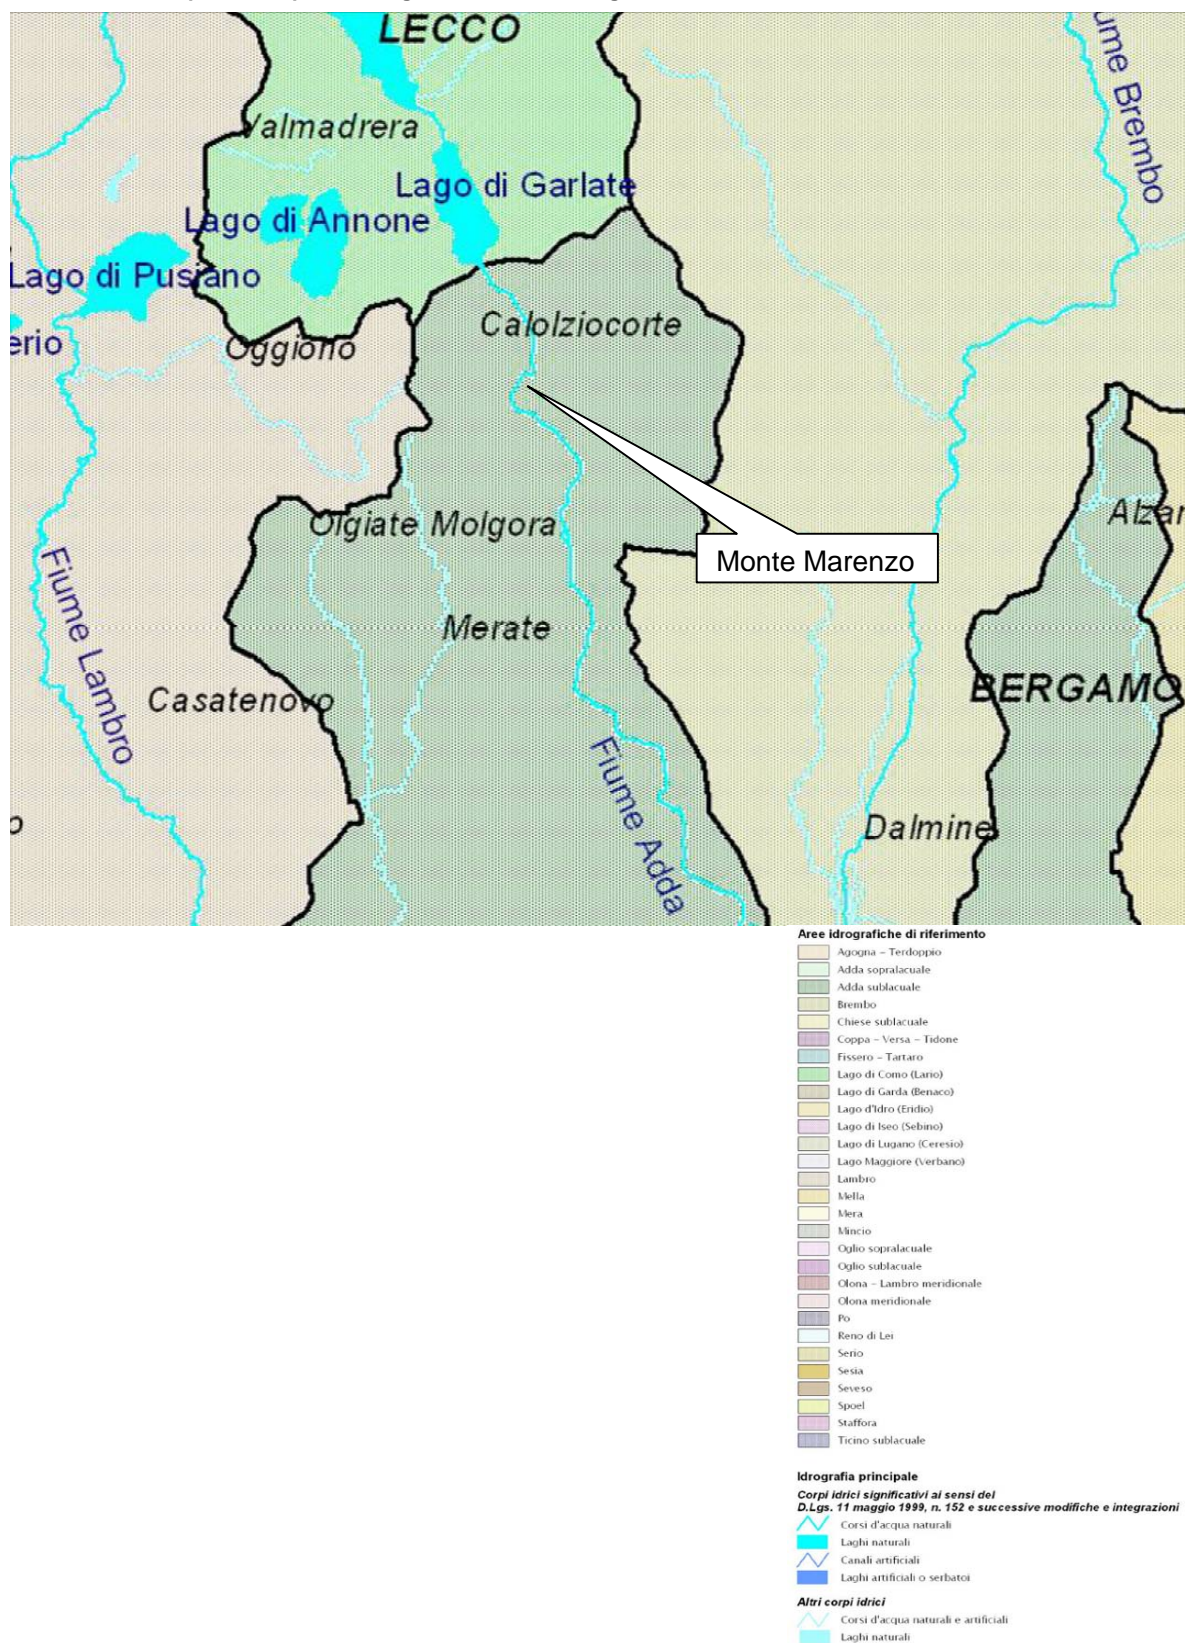 LECCO
Valmadrera
Lago di Garlate
Lago di Annone
Lago di Pusiano
erio
Oggiono
Calolziocorte
ume Brembo
Olgiate Molgora
Alzar
Monte Marenzo
Merate
Fiume Lambro
Casatenovo
BERGAMO
Fiume Adda
o
Dalmine
Aree idrografiche di riferimento
Agogna – Terdoppio
Adda sopralacuale
Adda sublacuale
Brembo
Chiese sublacuale
Coppa – Versa – Tidone
Fissero – Tartaro
Lago di Como (Lario)
Lago di Garda (Benaco)
Lago d'Idro (Eridio)
Lago di Iseo (Sebino)
Lago di Lugano (Ceresio)
Lago Maggiore (Verbano)
Lambro
Mella
Mera
Mincio
Oglio sopralacuale
Oglio sublacuale
Olona – Lambro meridionale
Olona meridionale
Po
Reno di Lei
Serio
Sesia
Seveso
Spoel
Staffora
Ticino sublacuale
Idrografia principale
Corpi idrici significativi ai sensi del
D.Lgs. 11 maggio 1999, n. 152 e successive modifiche e integrazioni
Corsi d'acqua naturali
Laghi naturali
Canali artificiali
Laghi artificiali o serbatoi
Altri corpi idrici
Corsi d'acqua naturali e artificiali
Laghi naturali